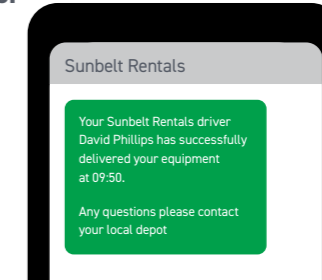 Sunbelt Rentals
Your Sunbelt Rentals driver
David Phillips has successfully
delivered your equipment
at 09:50.
Any questions please contact
your local depot